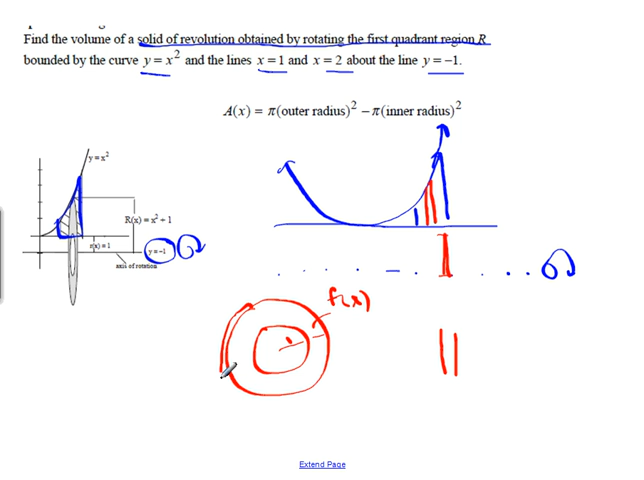 Find the volume of a solid of revolution obtained by rotating the first quadrant region R
bounded by the curve y = x² and the lines x = 1 and x = 2 about the line y = −1.
A(x) = π(outer radius)² − π(inner radius)²
y = x²
R(x) = x² + 1
r(x) = 1
y = −1
axis of rotation
f(x)
Extend Page